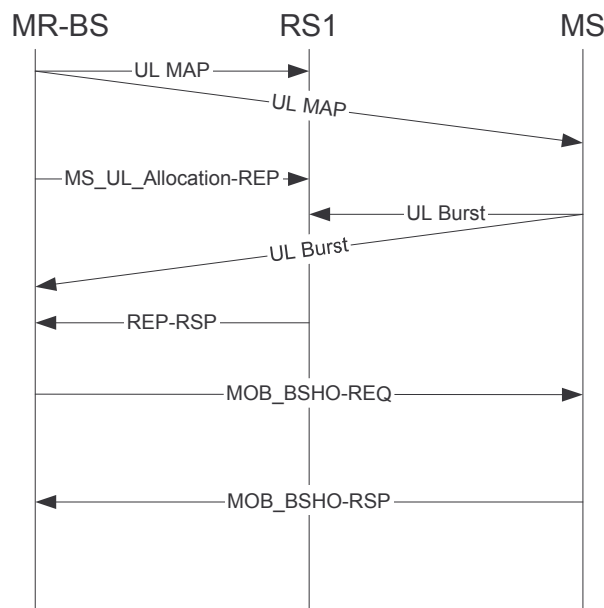 MR-BS RS1 MS
UL MAP
UL MAP
MS_UL_Allocation-REP
UL Burst
UL Burst
REP-RSP
MOB_BSHO-REQ
MOB_BSHO-RSP